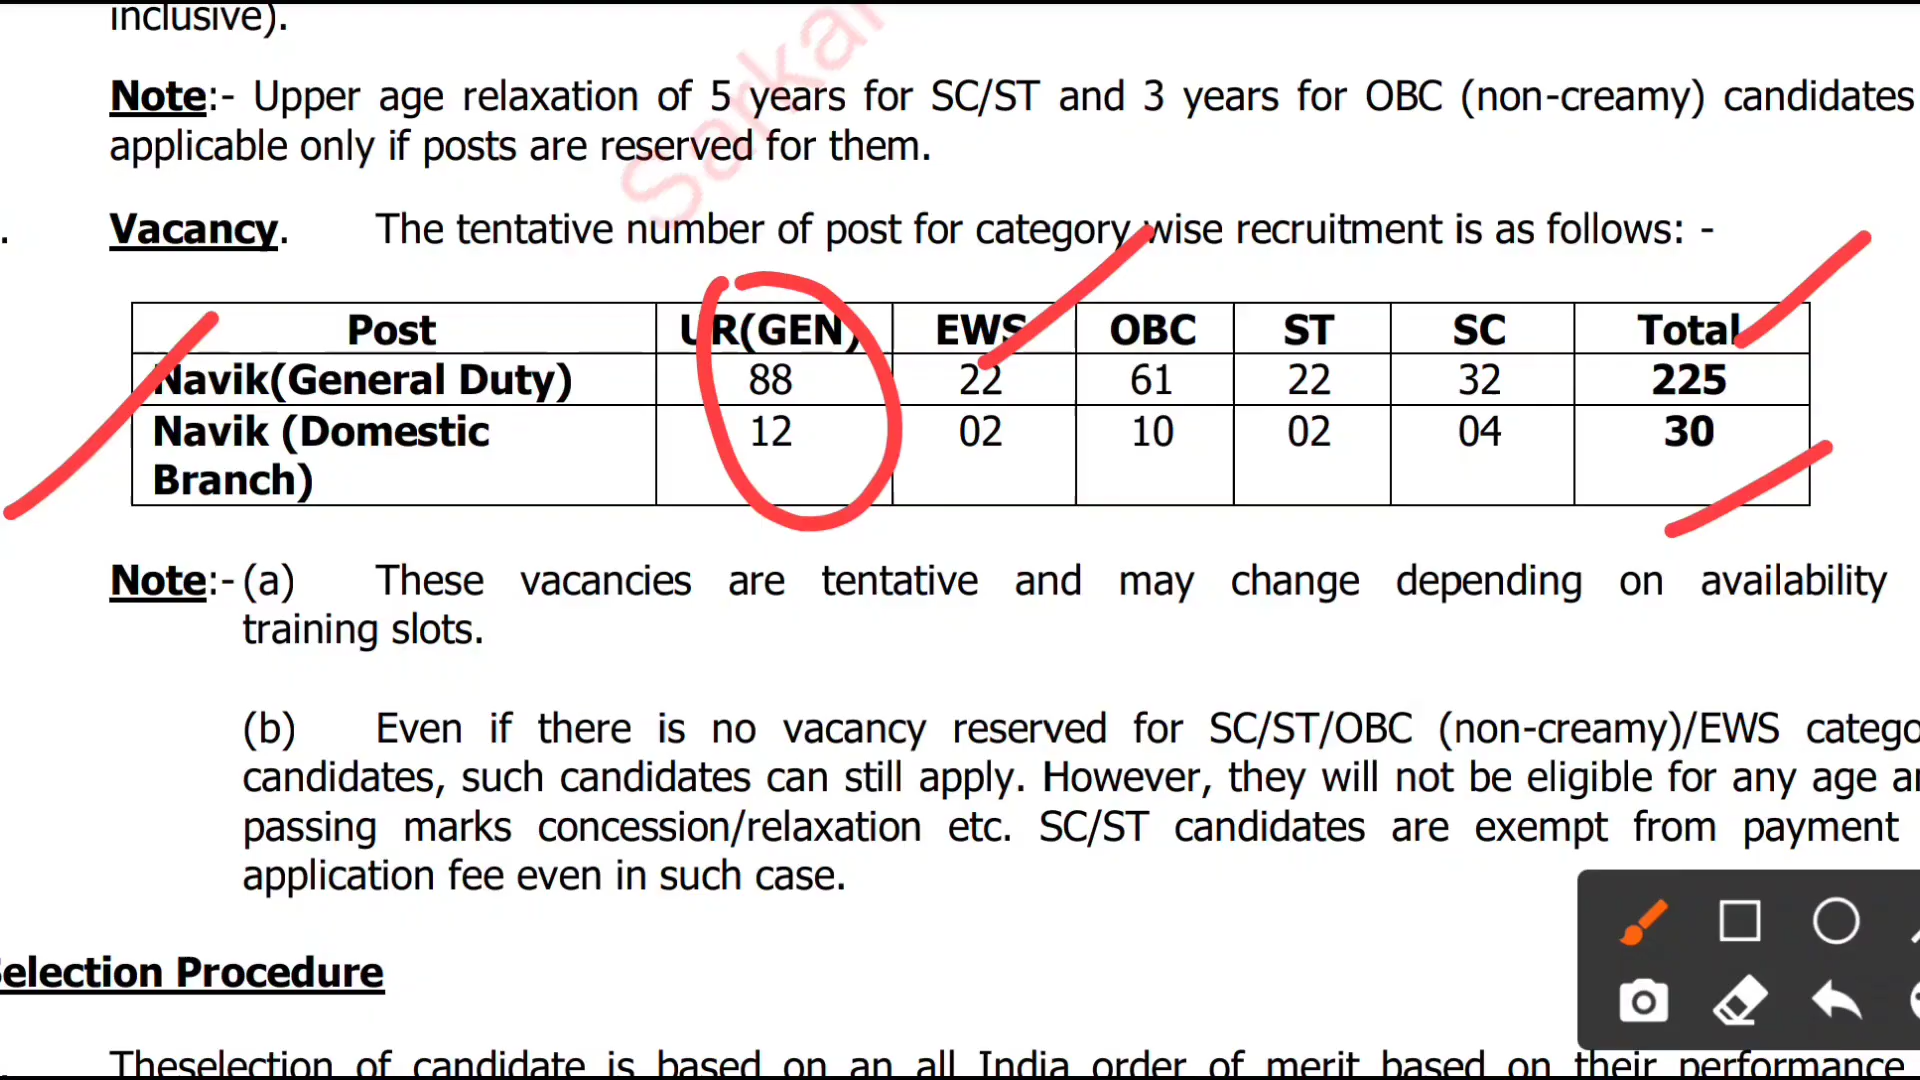 inclusive).
Sarkar
Note:- Upper age relaxation of 5 years for SC/ST and 3 years for OBC (non-creamy) candidates
applicable only if posts are reserved for them.
. Vacancy. The tentative number of post for category wise recruitment is as follows: -
Post UR(GEN) EWS OBC ST SC Total
Navik(General Duty) 88 22 61 22 32 225
Navik (Domestic 12 02 10 02 04 30
Branch)
Note:- (a) These vacancies are tentative and may change depending on availability
training slots.
(b) Even if there is no vacancy reserved for SC/ST/OBC (non-creamy)/EWS catego
candidates, such candidates can still apply. However, they will not be eligible for any age an
passing marks concession/relaxation etc. SC/ST candidates are exempt from payment
application fee even in such case.
Selection Procedure
Theselection of candidate is based on an all India order of merit based on their performance